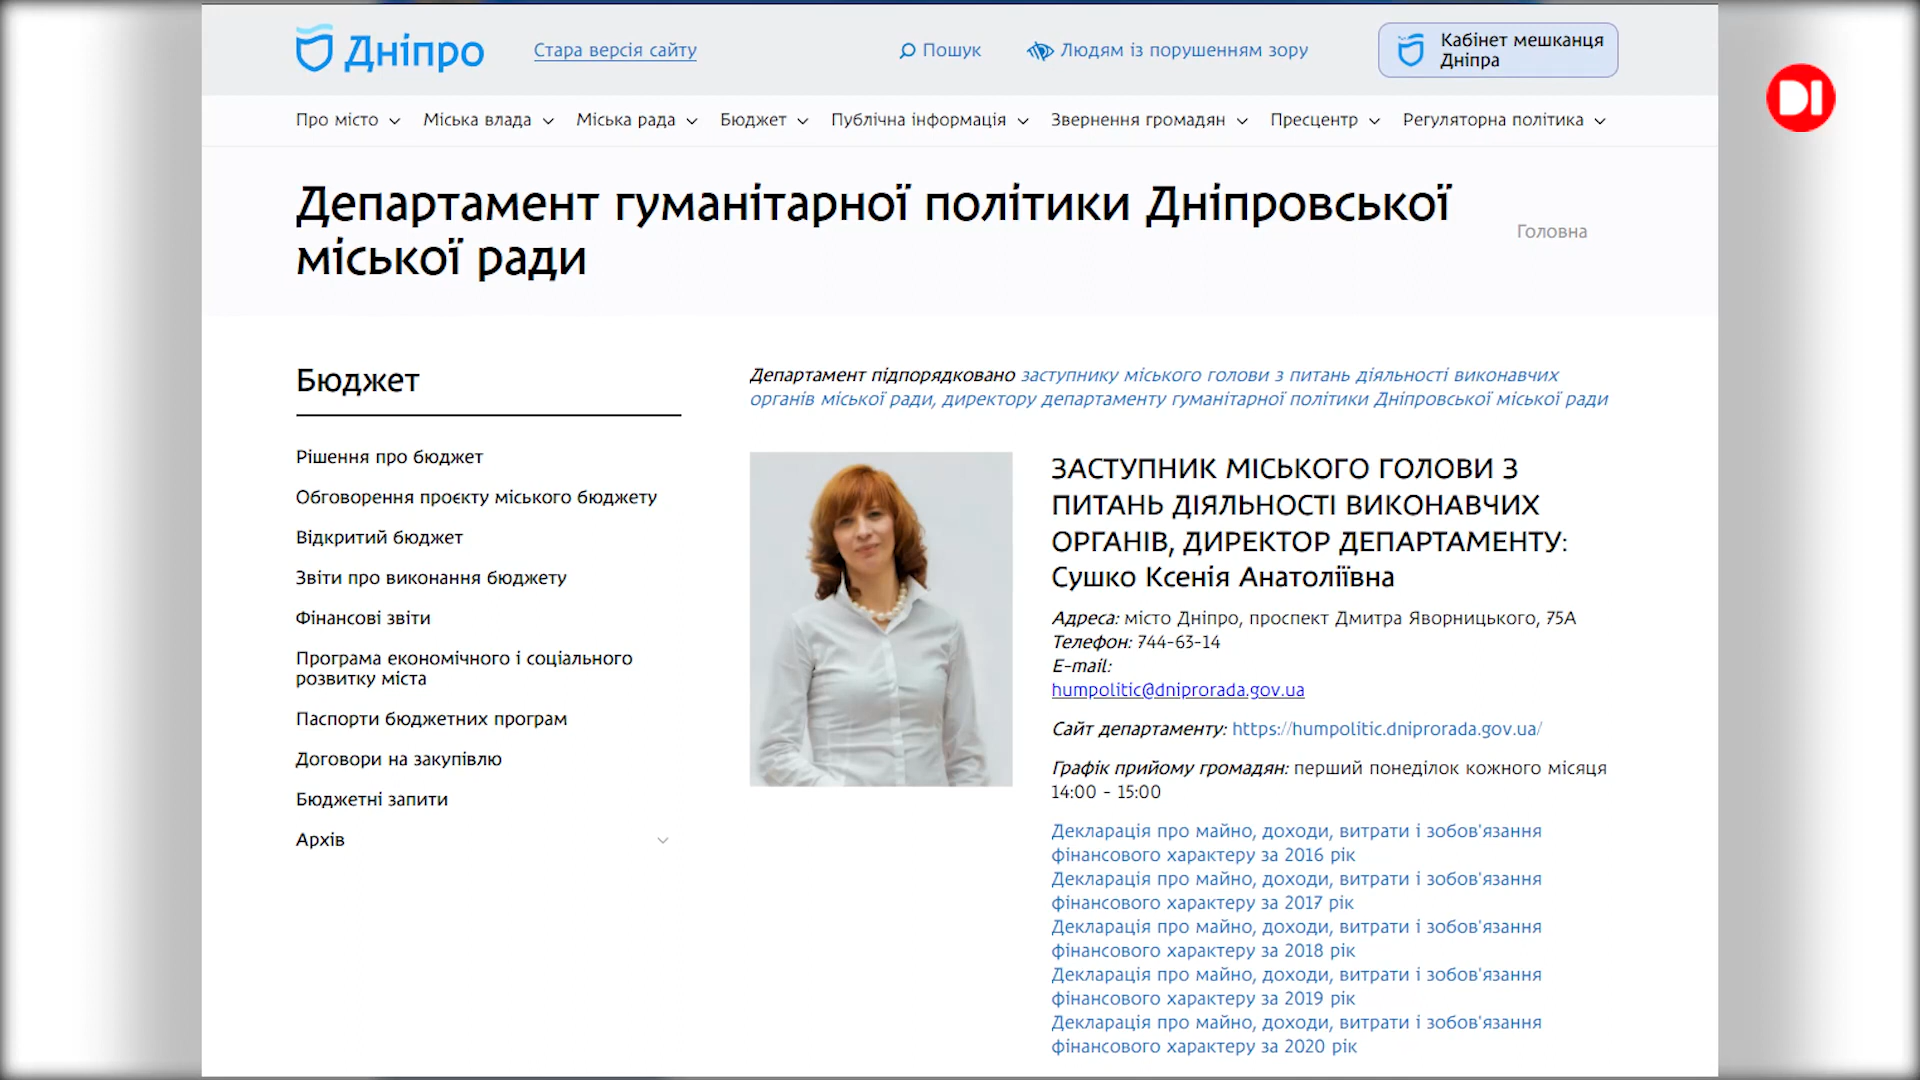 Дніпро
Стара версія сайту
Пошук
Людям із порушенням зору
Кабінет мешканця
Дніпра
DI
Про місто
Міська влада
Міська рада
Бюджет
Публічна інформація
Звернення громадян
Пресцентр
Регуляторна політика
Департамент гуманітарної політики Дніпровської
міської ради
Головна
Бюджет
Рішення про бюджет
Обговорення проєкту міського бюджету
Відкритий бюджет
Звіти про виконання бюджету
Фінансові звіти
Програма економічного і соціального
розвитку міста
Паспорти бюджетних програм
Договори на закупівлю
Бюджетні запити
Архів
Департамент підпорядковано заступнику міського голови з питань діяльності виконавчих
органів міської ради, директору департаменту гуманітарної політики Дніпровської міської ради
ЗАСТУПНИК МІСЬКОГО ГОЛОВИ З
ПИТАНЬ ДІЯЛЬНОСТІ ВИКОНАВЧИХ
ОРГАНІВ, ДИРЕКТОР ДЕПАРТАМЕНТУ:
Сушко Ксенія Анатоліївна
Адреса: місто Дніпро, проспект Дмитра Яворницького, 75А
Телефон: 744-63-14
E-mail:
humpolitic@dniprorada.gov.ua
Сайт департаменту: https://humpolitic.dniprorada.gov.ua/
Графік прийому громадян: перший понеділок кожного місяця
14:00 - 15:00
Декларація про майно, доходи, витрати і зобов'язання
фінансового характеру за 2016 рік
Декларація про майно, доходи, витрати і зобов'язання
фінансового характеру за 2017 рік
Декларація про майно, доходи, витрати і зобов'язання
фінансового характеру за 2018 рік
Декларація про майно, доходи, витрати і зобов'язання
фінансового характеру за 2019 рік
Декларація про майно, доходи, витрати і зобов'язання
фінансового характеру за 2020 рік